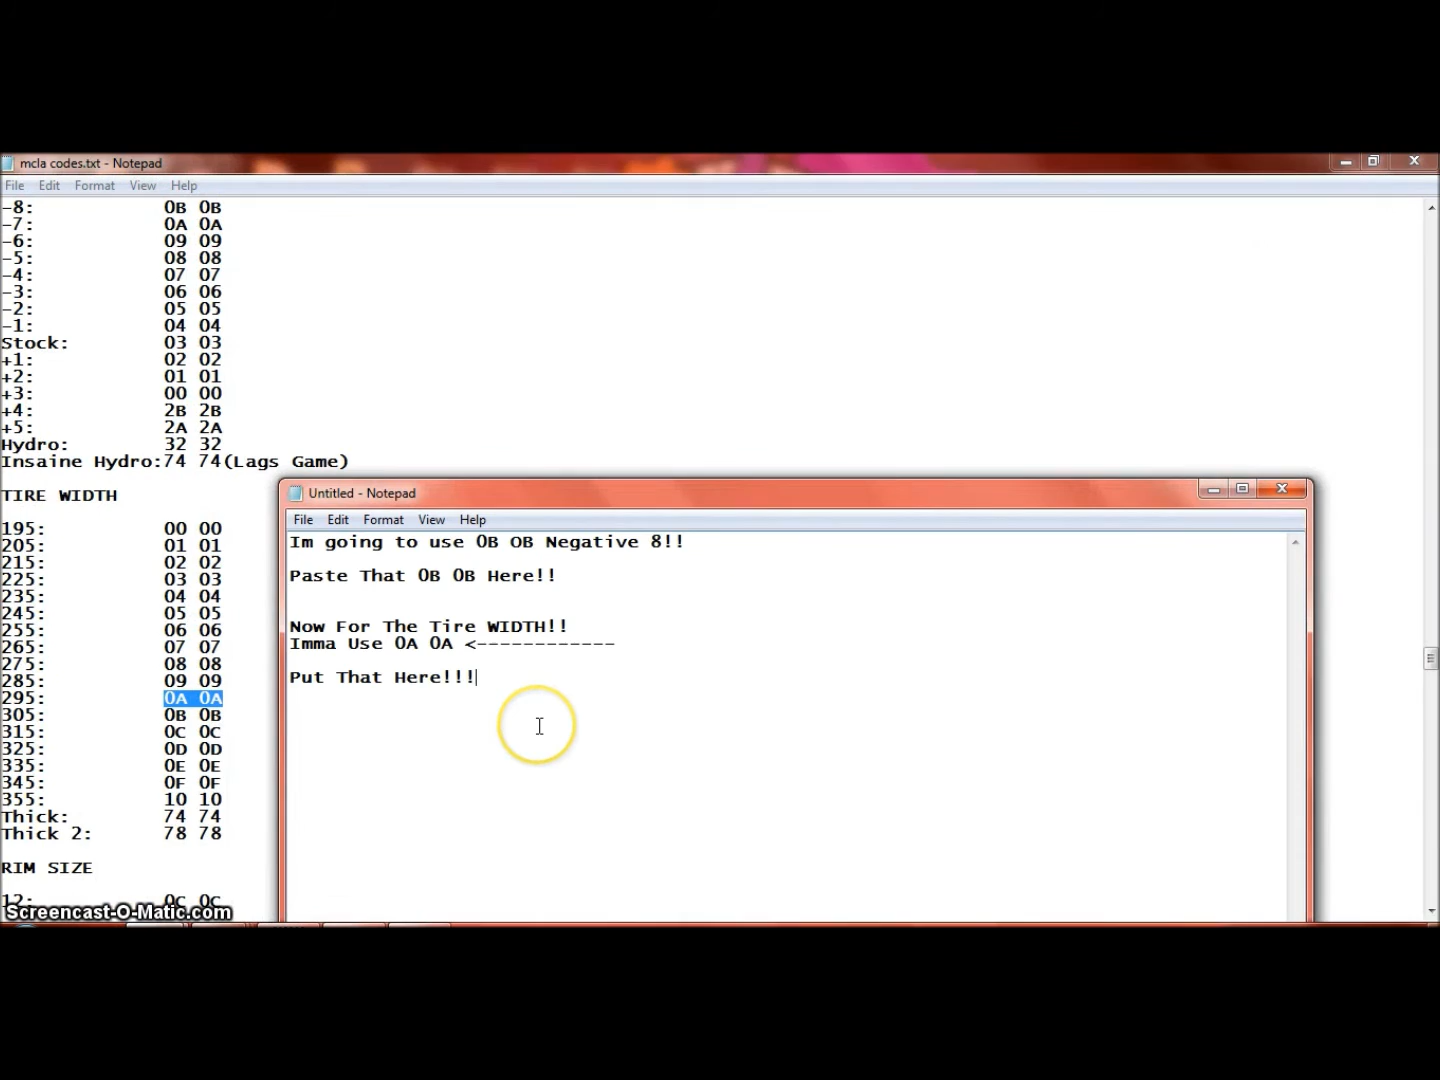 mcla codes.txt - Notepad
File Edit Format View Help
-8: 0B 0B
-7: 0A 0A
-6: 09 09
-5: 08 08
-4: 07 07
-3: 06 06
-2: 05 05
-1: 04 04
Stock: 03 03
+1: 02 02
+2: 01 01
+3: 00 00
+4: 2B 2B
+5: 2A 2A
Hydro: 32 32
Insaine Hydro:74 74(Lags Game)
TIRE WIDTH
195: 00 00
205: 01 01
215: 02 02
225: 03 03
235: 04 04
245: 05 05
255: 06 06
265: 07 07
275: 08 08
285: 09 09
295: 0A 0A
305: 0B 0B
315: 0C 0C
325: 0D 0D
335: 0E 0E
345: 0F 0F
355: 10 10
Thick: 74 74
Thick 2: 78 78
RIM SIZE
12: 0C 0C
Untitled - Notepad
File Edit Format View Help
Im going to use 0B OB Negative 8!!
Paste That 0B 0B Here!!
Now For The Tire WIDTH!!
Imma Use 0A 0A <------------
Put That Here!!!
Screencast-O-Matic.com